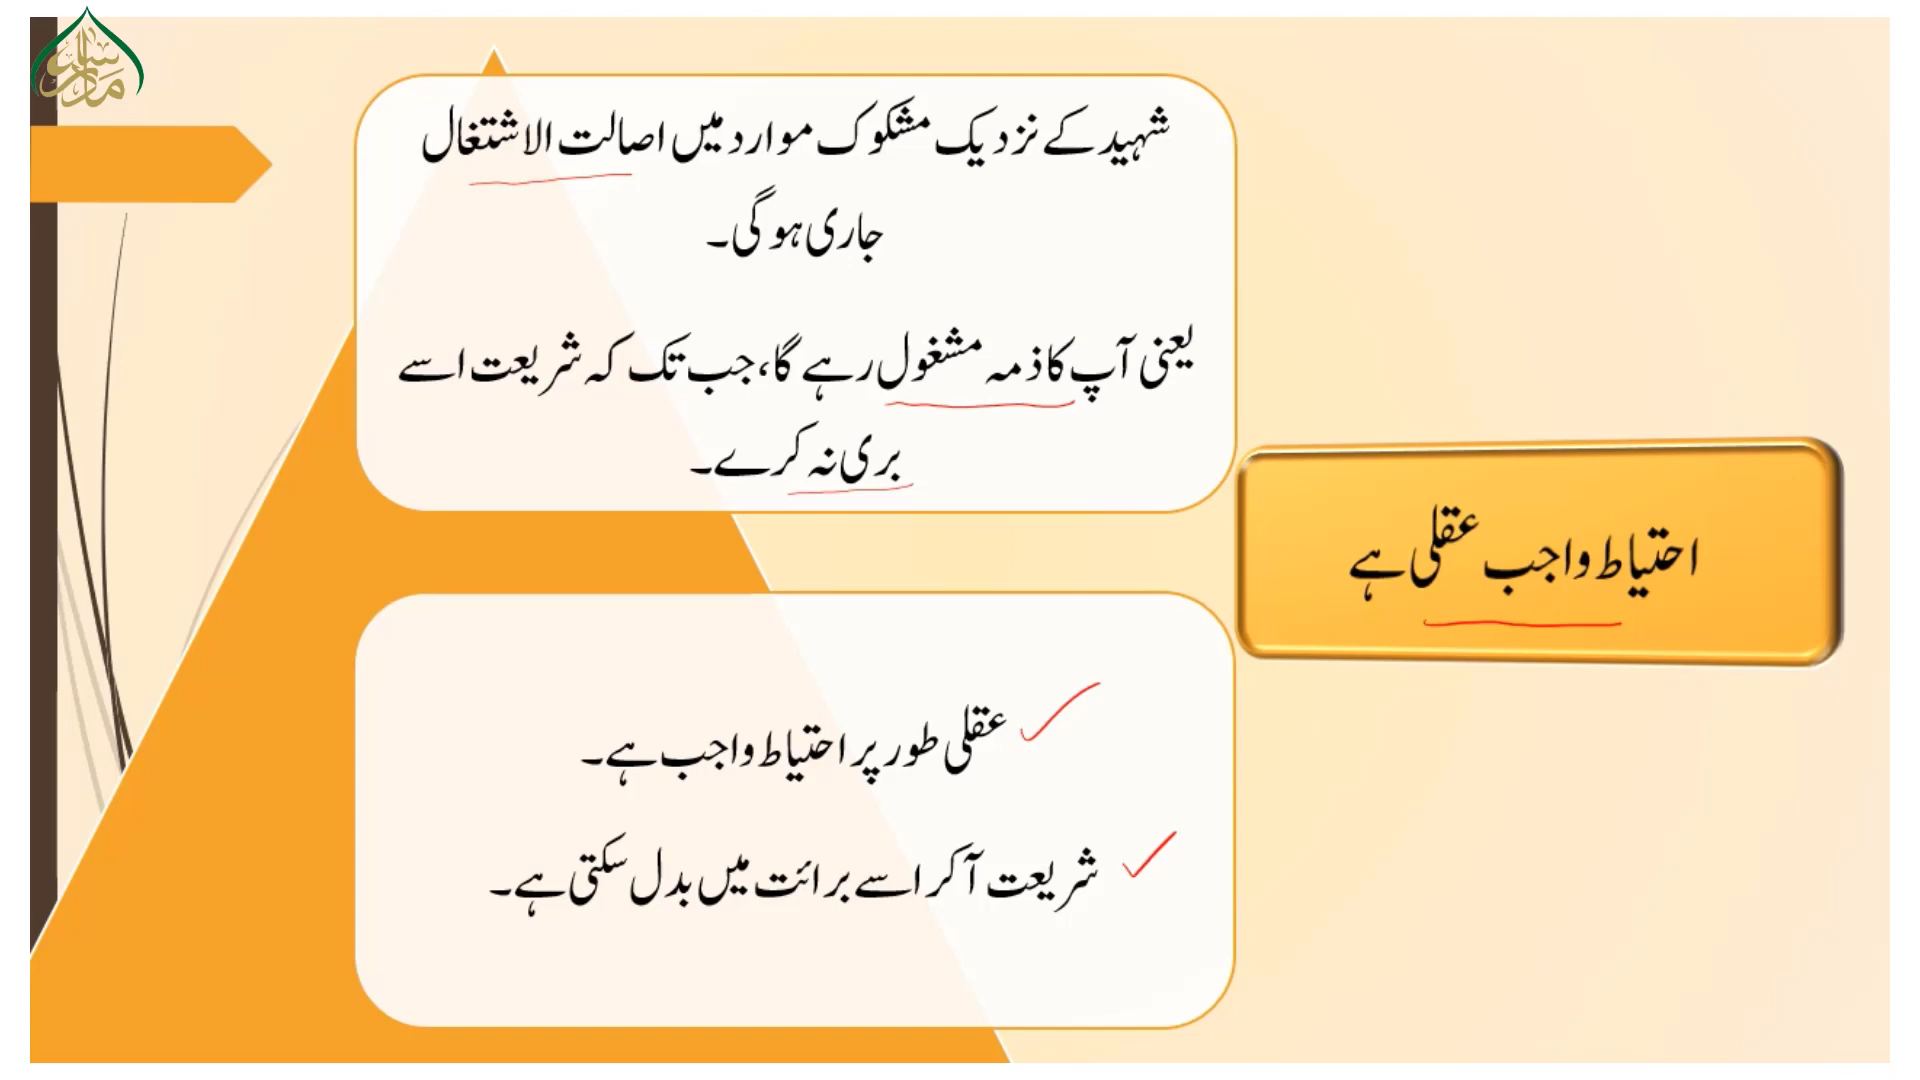 شہید کے نزدیک مشکوک موارد میں اصالت الاشتغال
جاری ہو گی۔
یعنی آپ کا ذمہ مشغول رہے گا، جب تک کہ شریعت اسے
بری نہ کرے۔
احتیاط واجب عقلی ہے
عقلی طور پر احتیاط واجب ہے۔
شریعت آ کر اسے برائت میں بدل سکتی ہے۔